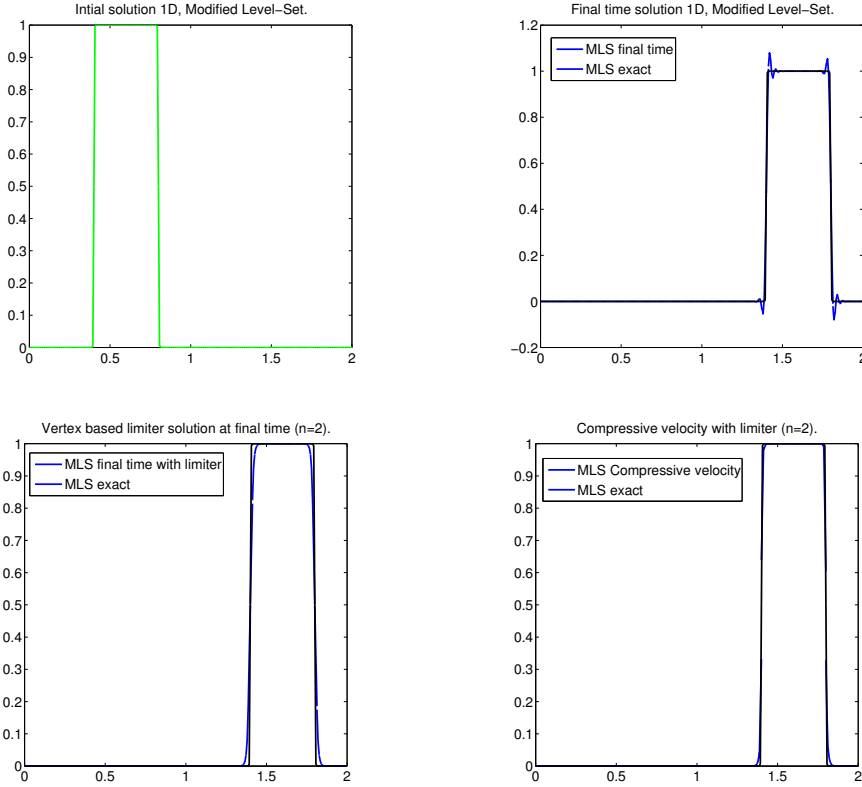 Intial solution 1D, Modified Level−Set.
1
0.9
0.8
0.7
0.6
0.5
0.4
0.3
0.2
0.1
0
0 0.5 1 1.5 2
Final time solution 1D, Modified Level−Set.
1.2
1
0.8
0.6
0.4
0.2
0
−0.2
MLS final time
MLS exact
0 0.5 1 1.5 2
Vertex based limiter solution at final time (n=2).
1
0.9
0.8
0.7
0.6
0.5
0.4
0.3
0.2
0.1
0
MLS final time with limiter
MLS exact
0 0.5 1 1.5 2
Compressive velocity with limiter (n=2).
1
0.9
0.8
0.7
0.6
0.5
0.4
0.3
0.2
0.1
0
MLS Compressive velocity
MLS exact
0 0.5 1 1.5 2